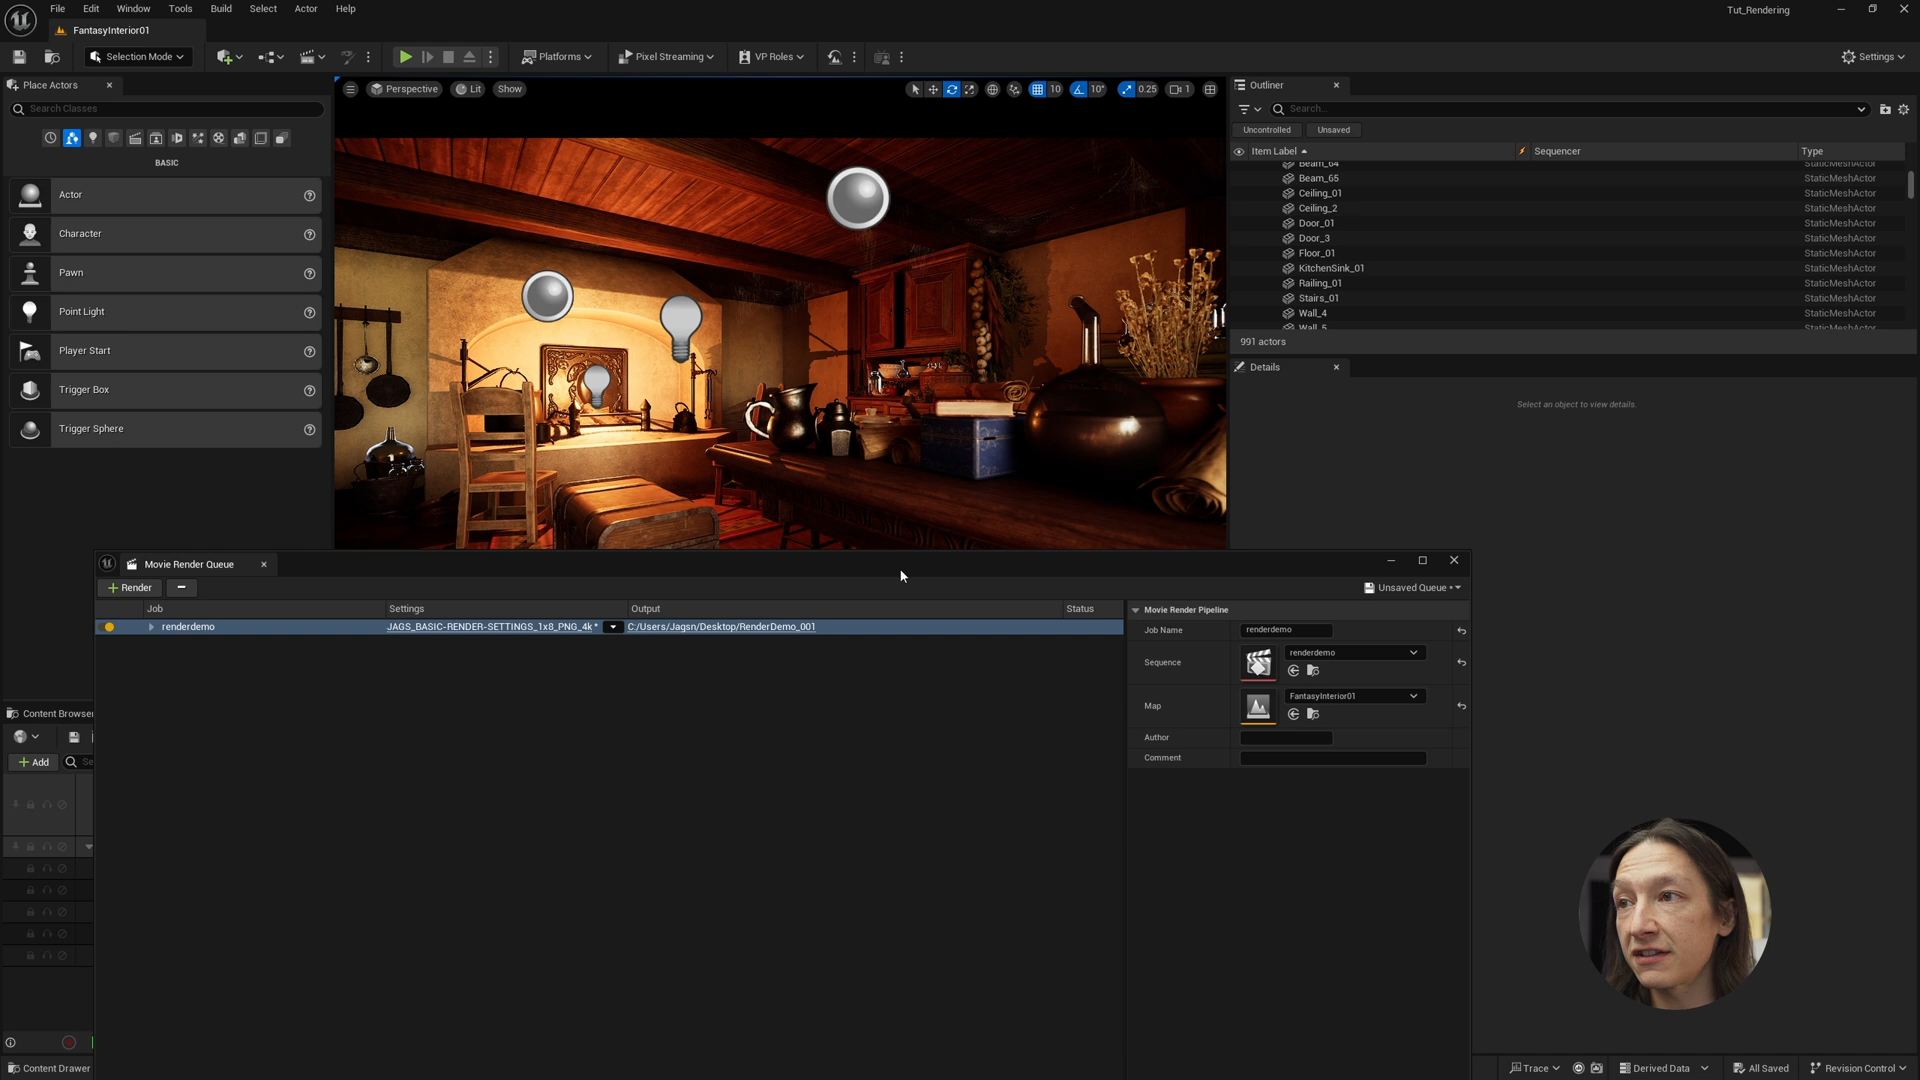 File Edit Window Tools Build Select Actor Help
Tut_Rendering
FantasyInterior01
Selection Mode
Platforms
Pixel Streaming
VP Roles
Settings
Place Actors
Search Classes
BASIC
Actor
Character
Pawn
Point Light
Player Start
Trigger Box
Trigger Sphere
Perspective
Lit
Show
10
10°
0.25
1
Outliner
Search...
Uncontrolled
Unsaved
Item Label
Sequencer
Type
Beam_64 StaticMeshActor
Beam_65 StaticMeshActor
Ceiling_01 StaticMeshActor
Ceiling_2 StaticMeshActor
Door_01 StaticMeshActor
Door_3 StaticMeshActor
Floor_01 StaticMeshActor
KitchenSink_01 StaticMeshActor
Railing_01 StaticMeshActor
Stairs_01 StaticMeshActor
Wall_4 StaticMeshActor
Wall_5 StaticMeshActor
991 actors
Details
Select an object to view details.
Movie Render Queue
Render
Unsaved Queue *
Job Settings Output Status
renderdemo JAGS_BASIC-RENDER-SETTINGS_1x8_PNG_4k * C:/Users/Jagsn/Desktop/RenderDemo_001
Movie Render Pipeline
Job Name renderdemo
Sequence renderdemo
Map FantasyInterior01
Author
Comment
Content Browser
Add
Content Drawer
Trace
Derived Data
All Saved
Revision Control